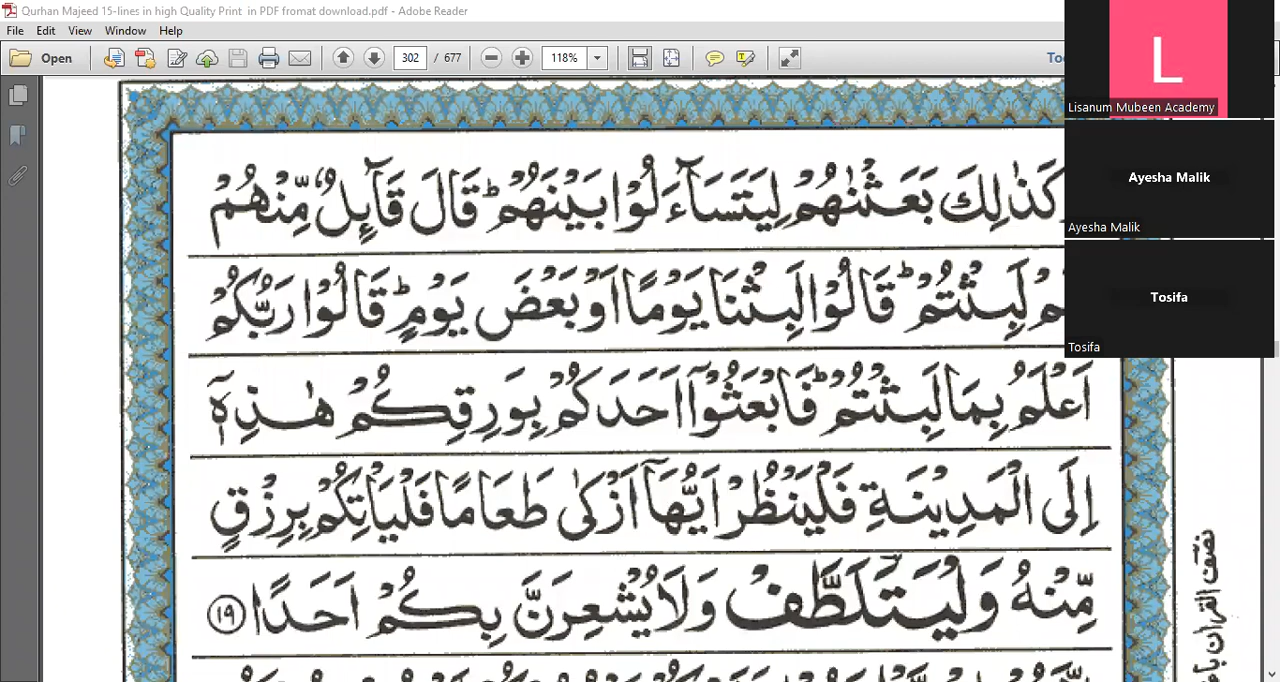 Qurhan Majeed 15-lines in high Quality Print in PDF fromat download.pdf - Adobe Reader
File Edit View Window Help
Open 302 / 677 118%
L
Lisanum Mubeen Academy
Ayesha Malik
Ayesha Malik
Tosifa
Tosifa
كَذٰلِكَ بَعَثْنٰهُمْ لِيَتَسَآءَلُوْا بَيْنَهُمْ ؕ قَالَ قَآئِلٌ مِّنْهُمْ
لَبِثْتُمْ ؕ قَالُوْا لَبِثْنَا يَوْمًا اَوْ بَعْضَ يَوْمٍ ؕ قَالُوْا رَبُّكُمْ
اَعْلَمُ بِمَا لَبِثْتُمْ ؕ فَابْعَثُوْۤا اَحَدَكُمْ بِوَرِقِكُمْ هٰذِهٖۤ
اِلَى الْمَدِيْنَةِ فَلْيَنْظُرْ اَيُّهَاۤ اَزْكٰى طَعَامًا فَلْيَاْتِكُمْ بِرِزْقٍ
مِّنْهُ وَلْيَتَلَطَّفْ وَلَا يُشْعِرَنَّ بِكُمْ اَحَدًا ۝۱۹
نصف القرآن